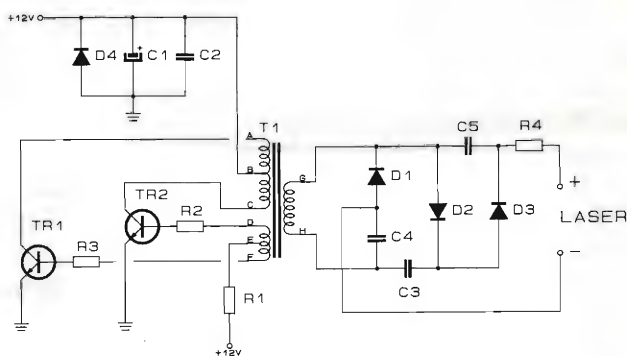 +12V
D4
+
C1
C2
A
T1
B
C
D
E
F
G
H
TR1
TR2
R3
R2
R1
+12V
D1
C4
C3
D2
C5
D3
R4
+
LASER
-